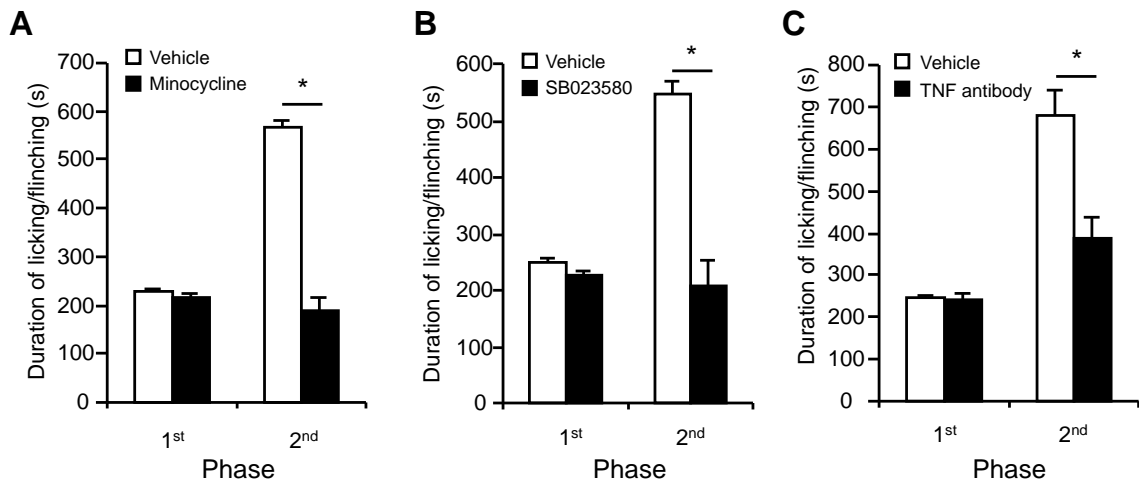 A
Vehicle
Minocycline
*
Duration of licking/flinching (s)
700
600
500
400
300
200
100
0
1st
2nd
Phase
B
Vehicle
SB023580
*
Duration of licking/flinching (s)
600
500
400
300
250
200
100
0
1st
2nd
Phase
C
Vehicle
TNF antibody
*
Duration of licking/flinching (s)
800
700
600
500
400
300
200
100
0
1st
2nd
Phase